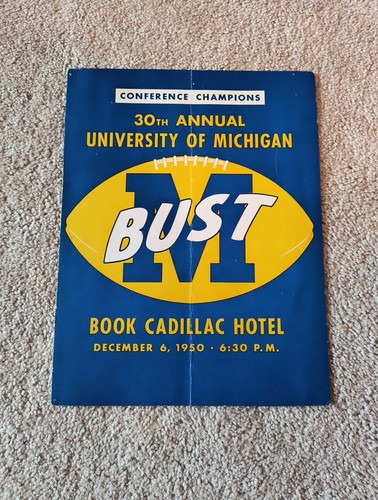 CONFERENCE CHAMPIONS
30TH ANNUAL
UNIVERSITY OF MICHIGAN
M
BUST
BOOK CADILLAC HOTEL
DECEMBER 6, 1950 · 6:30 P.M.